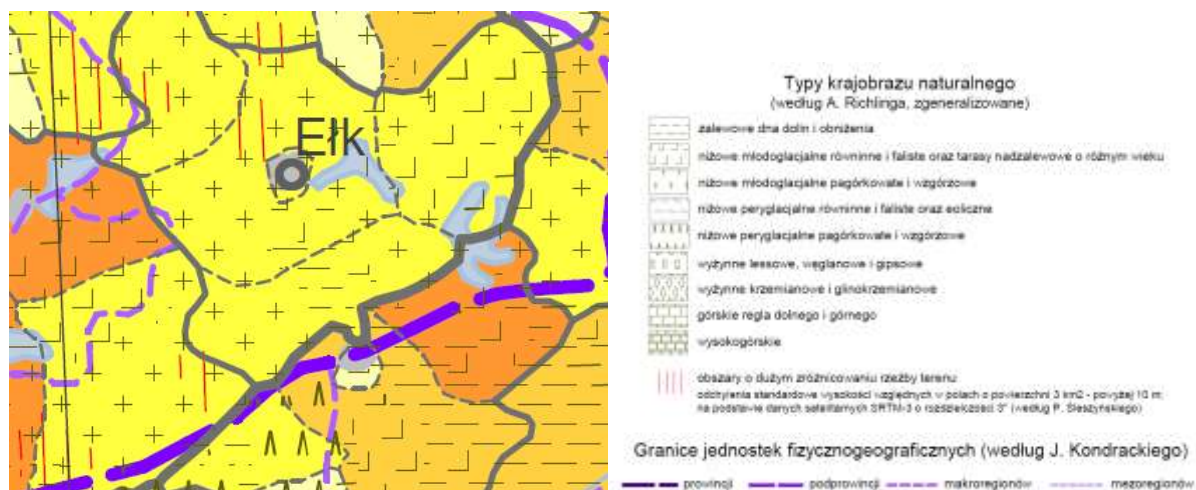 Ełk
Typy krajobrazu naturalnego
(według A. Richlinga, zgeneralizowane)
zalewowe dna dolin i obniżenia
niżowe młodoglacjalne równinne i faliste oraz tarasy nadzalewowe o różnym wieku
niżowe młodoglacjalne pagórkowate i wzgórzowe
niżowe peryglacjalne równinne i faliste oraz eoliczne
niżowe peryglacjalne pagórkowate i wzgórzowe
wyżynne lessowe, węglanowe i gipsowe
wyżynne krzemianowe i glinokrzemianowe
górskie regla dolnego i górnego
wysokogórskie
obszary o dużym zróżnicowaniu rzeźby terenu
odchylenia standardowe wysokości względnych w polach o powierzchni 3 km2 - powyżej 10 m;
na podstawie danych satelitarnych SRTM-3 o rozdzielczości 3" (według P. Śleszyńskiego)
Granice jednostek fizycznogeograficznych (według J. Kondrackiego)
prowincji podprowincji makroregionów mezoregionów